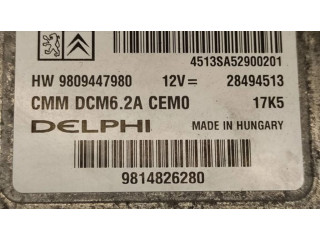 4513SA52900201
HW 9809447980 12V= 28494513
CMM DCM6.2A CEM0 17K5
DELPHI MADE IN HUNGARY
9814826280